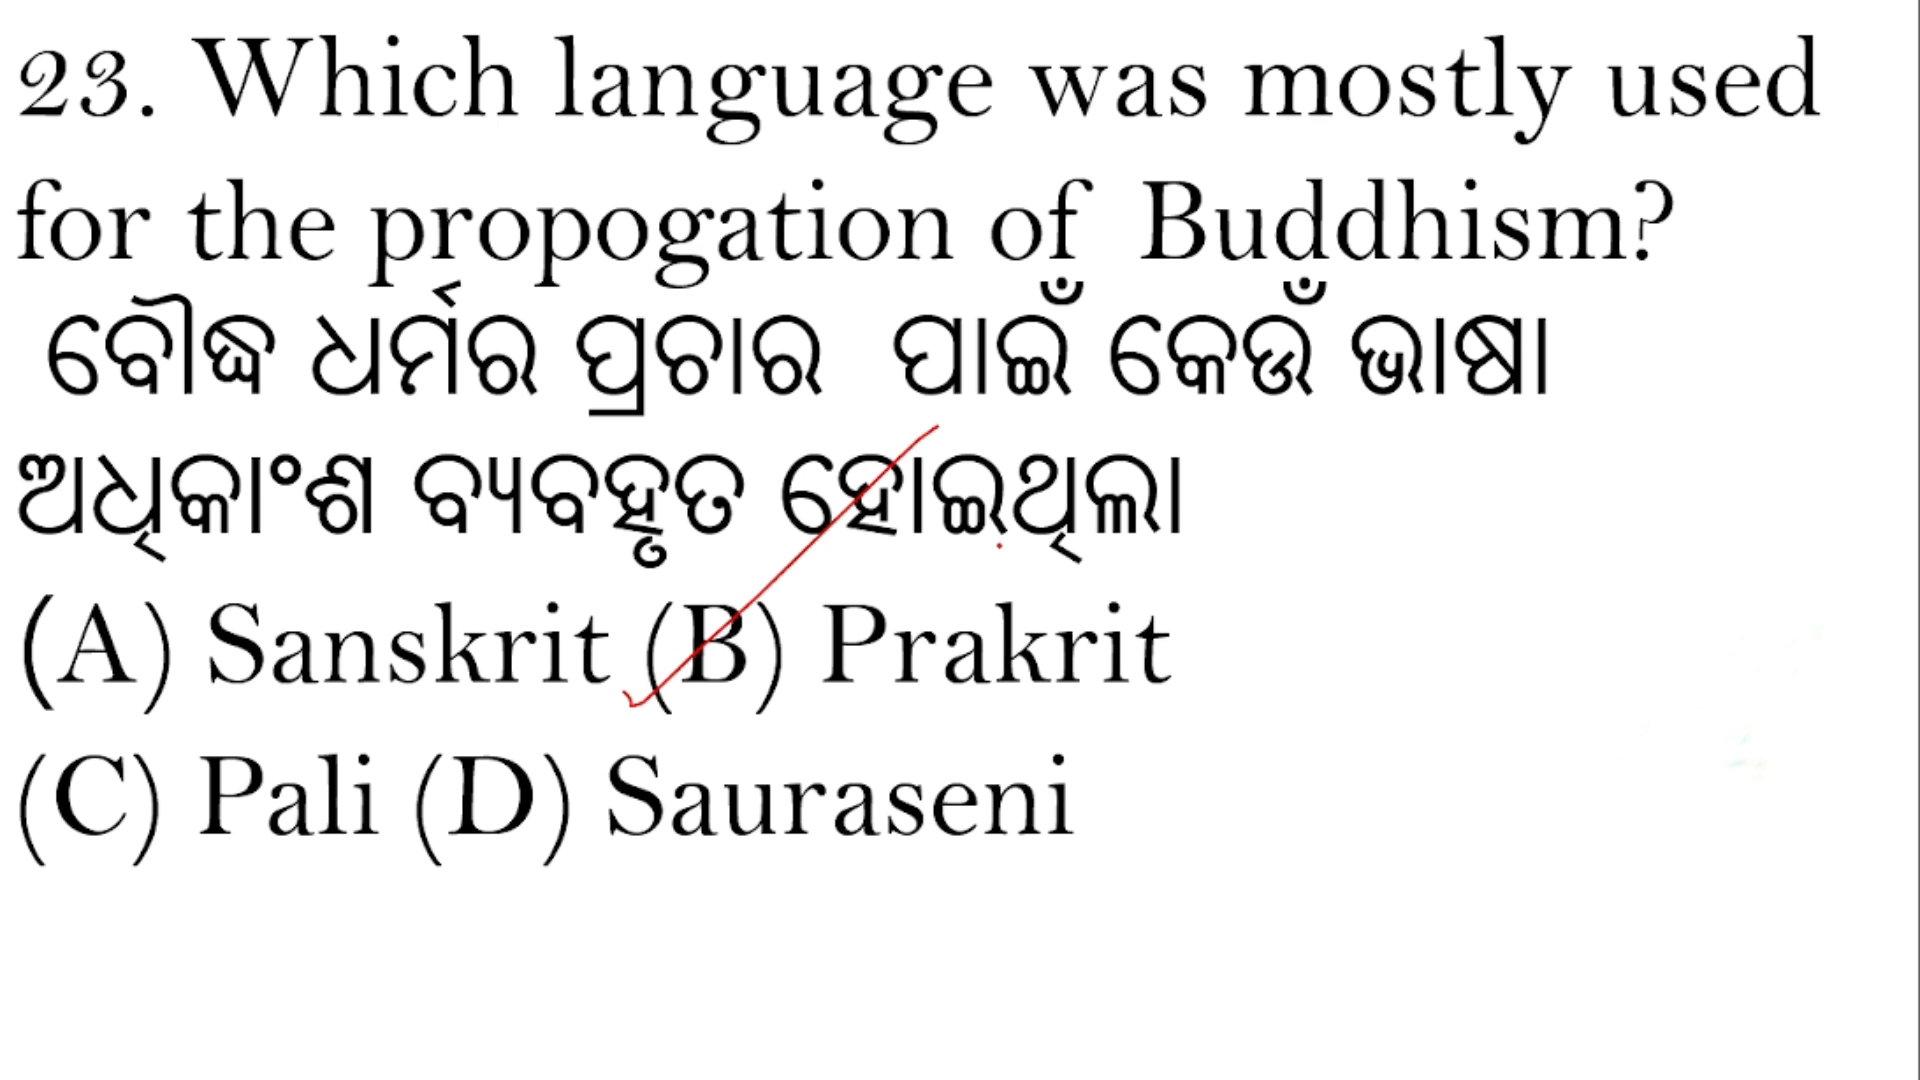 23. Which language was mostly used
for the propogation of Buddhism?
ବୌଦ୍ଧ ଧର୍ମର ପ୍ରଚାର ପାଇଁ କେଉଁ ଭାଷା
ଅଧିକାଂଶ ବ୍ୟବହୃତ ହୋଇଥିଲା
(A) Sanskrit (B) Prakrit
(C) Pali (D) Sauraseni